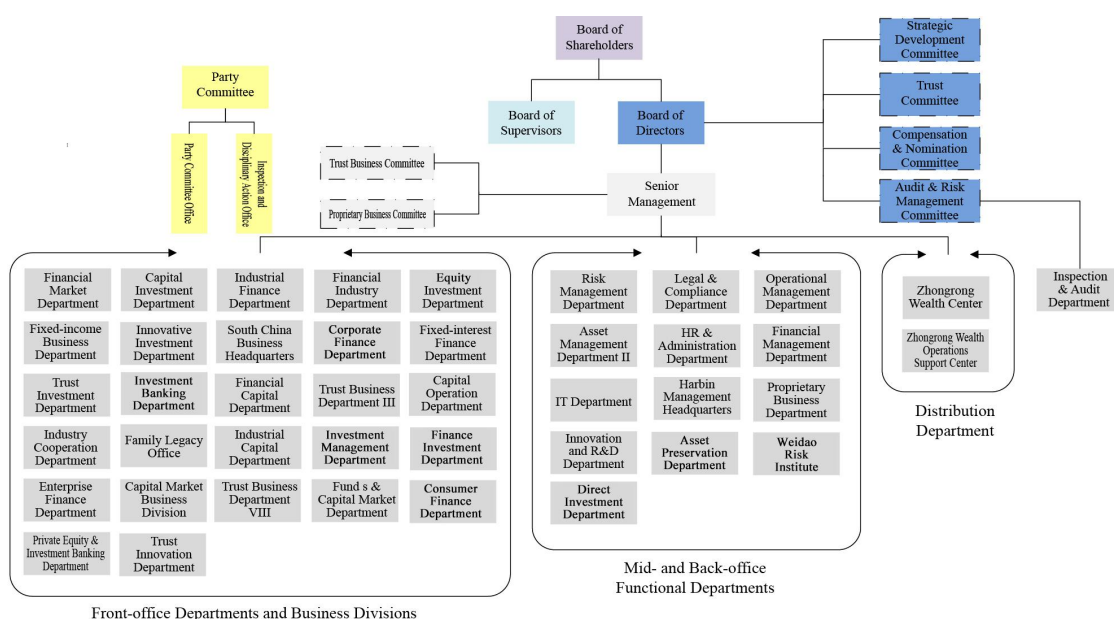 Board of
Shareholders
Strategic
Development
Committee
Party
Committee
Trust
Committee
Board of
Supervisors
Board of
Directors
Compensation
& Nomination
Committee
Party Committee Office
Inspection and
Disciplinary Action Office
Trust Business Committee
Senior
Management
Audit & Risk
Management
Committee
Proprietary Business Committee
Financial
Market
Department
Capital
Investment
Department
Industrial
Finance
Department
Financial
Industry
Department
Equity
Investment
Department
Fixed-income
Business
Department
Innovative
Investment
Department
South China
Business
Headquarters
Corporate
Finance
Department
Fixed-interest
Finance
Department
Trust
Investment
Department
Investment
Banking
Department
Financial
Capital
Department
Trust Business
Department III
Capital
Operation
Department
Industry
Cooperation
Department
Family Legacy
Office
Industrial
Capital
Department
Investment
Management
Department
Finance
Investment
Department
Enterprise
Finance
Department
Capital Market
Business
Division
Trust Business
Department
VIII
Fund s &
Capital Market
Department
Consumer
Finance
Department
Private Equity &
Investment Banking
Department
Trust
Innovation
Department
Front-office Departments and Business Divisions
Risk
Management
Department
Legal &
Compliance
Department
Operational
Management
Department
Asset
Management
Department II
HR &
Administration
Department
Financial
Management
Department
IT Department
Harbin
Management
Headquarters
Proprietary
Business
Department
Innovation
and R&D
Department
Asset
Preservation
Department
Weidao
Risk
Institute
Direct
Investment
Department
Mid- and Back-office
Functional Departments
Zhongrong
Wealth Center
Zhongrong Wealth
Operations
Support Center
Distribution
Department
Inspection
& Audit
Department